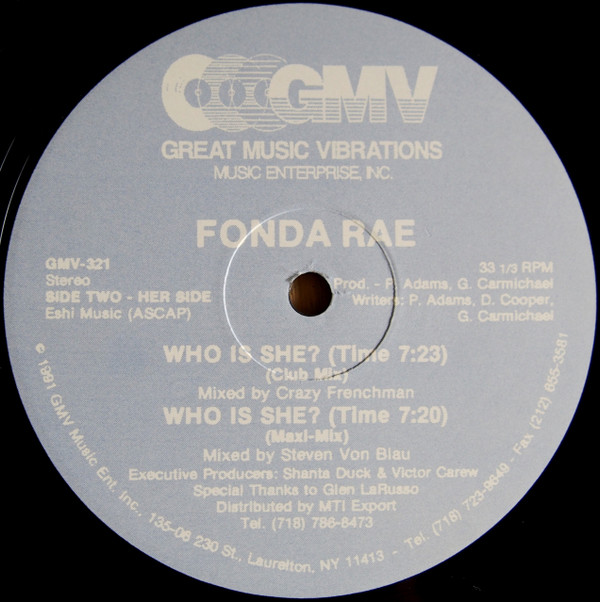 GMV
GREAT MUSIC VIBRATIONS
MUSIC ENTERPRISE, INC.
FONDA RAE
GMV-321
Stereo
SIDE TWO - HER SIDE
Eshi Music (ASCAP)
33 1/3 RPM
Prod. - P. Adams, G. Carmichael
Writers: P. Adams, D. Cooper,
G. Carmichael
WHO IS SHE? (Time 7:23)
(Club Mix)
Mixed by Crazy Frenchman
WHO IS SHE? (Time 7:20)
(Maxi-Mix)
Mixed by Steven Von Blau
Executive Producers: Shanta Duck & Victor Carew
Special Thanks to Glen LaRusso
Distributed by MTI Export
Tel. (718) 786-8473
© 1991 GMV Music Ent. Inc., 135-06 230 St., Laurelton, NY 11413 - Tel. (718) 723-9649 - Fax (212) 855-3581